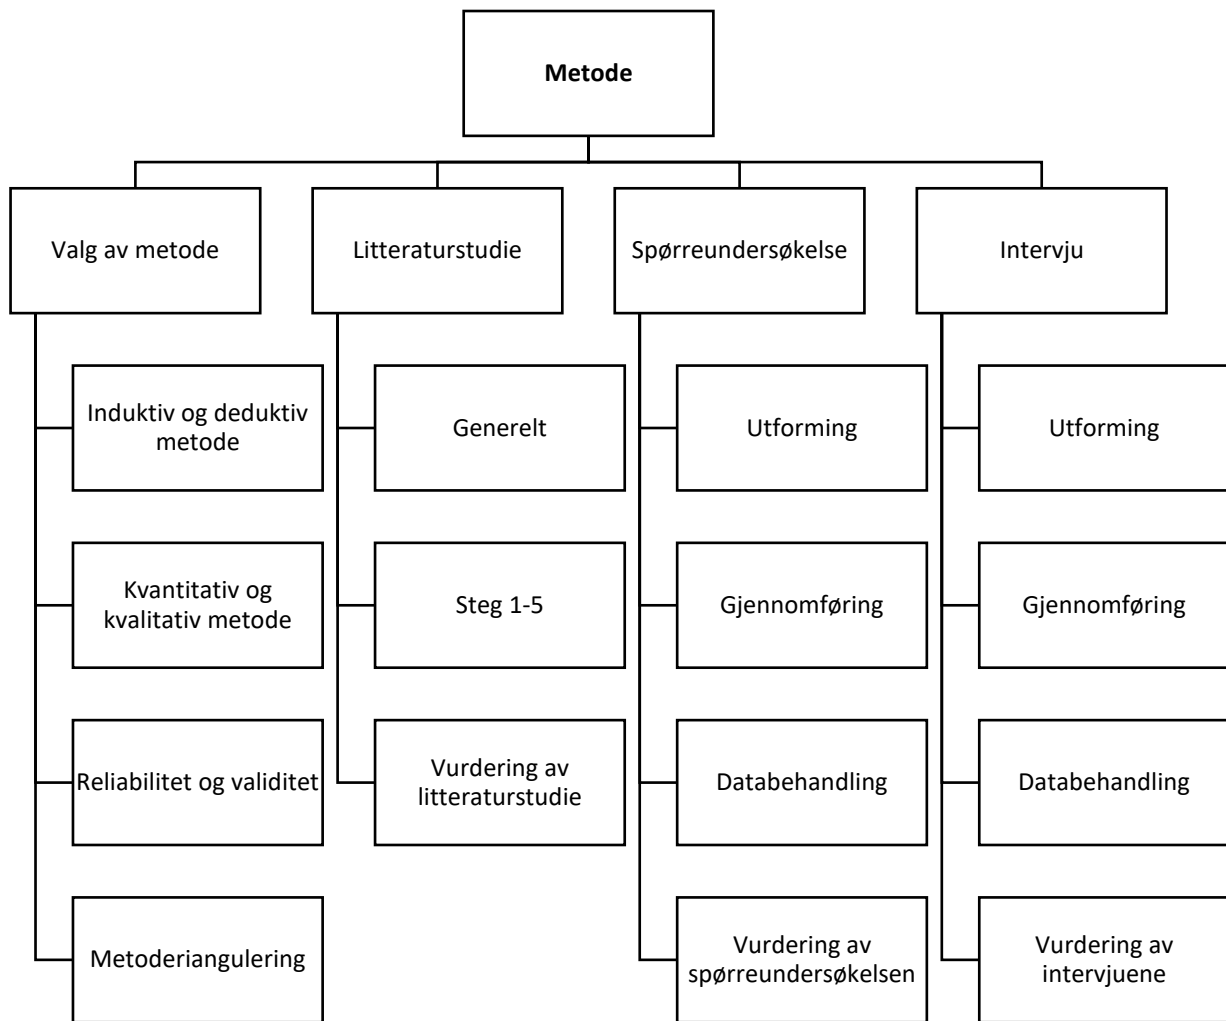 Metode
Valg av metode
Litteraturstudie
Spørreundersøkelse
Intervju
Induktiv og deduktiv
metode
Generelt
Utforming
Utforming
Kvantitativ og
kvalitativ metode
Steg 1-5
Gjennomføring
Gjennomføring
Reliabilitet og validitet
Vurdering av
litteraturstudie
Databehandling
Databehandling
Metoderiangulering
Vurdering av
spørreundersøkelsen
Vurdering av
intervjuene